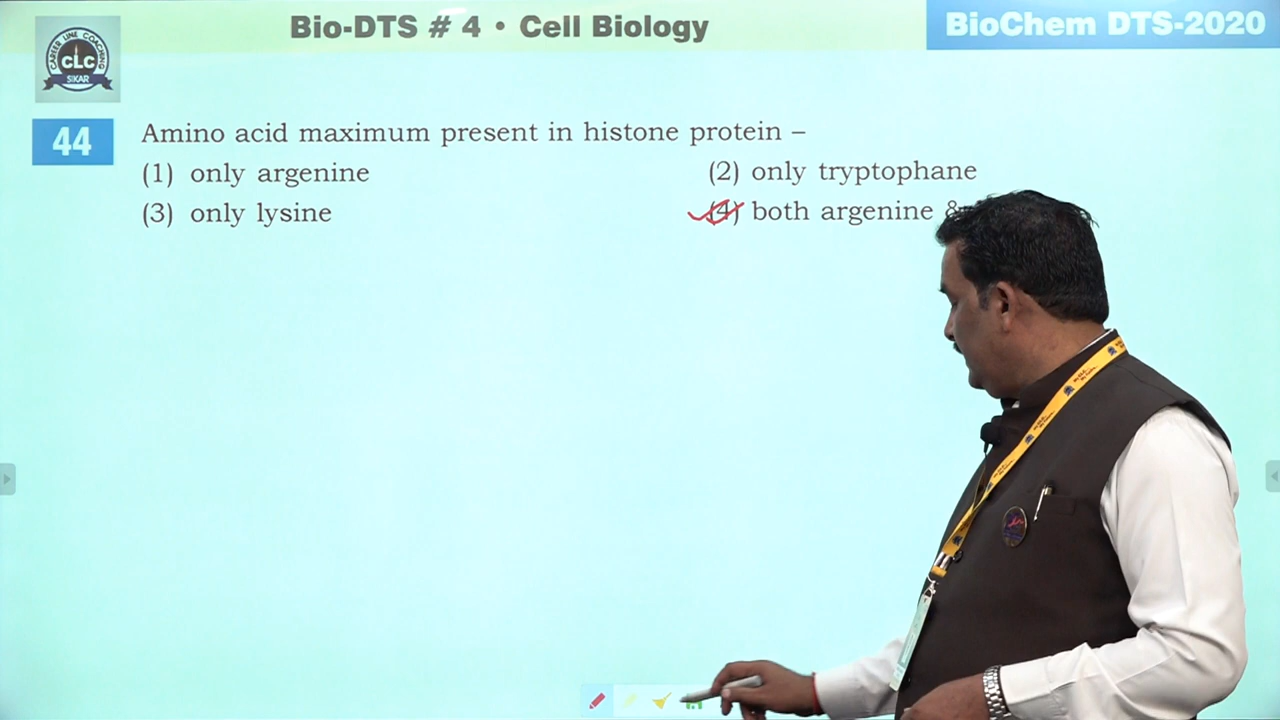 Bio-DTS # 4 • Cell Biology
BioChem DTS-2020
CAREER LINE COACHING
CLC
SIKAR
44
Amino acid maximum present in histone protein –
(1) only argenine
(2) only tryptophane
(3) only lysine
(4) both argenine &